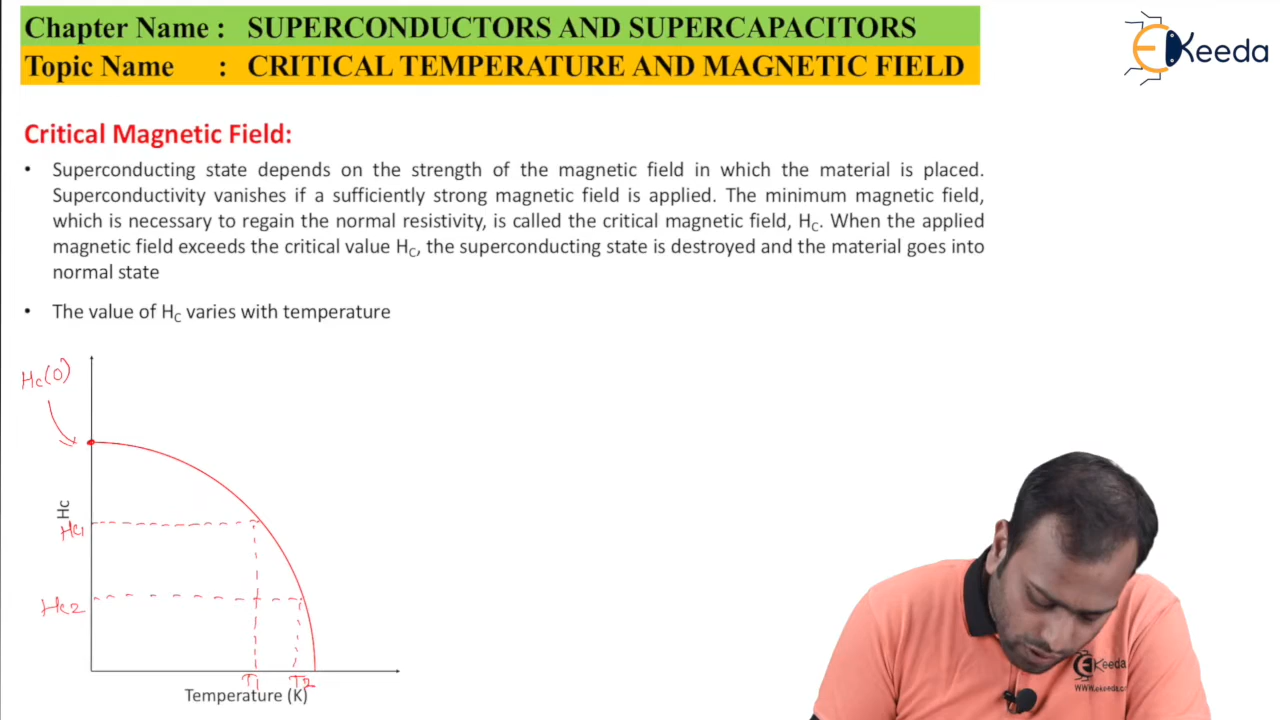 Chapter Name : SUPERCONDUCTORS AND SUPERCAPACITORS
Topic Name : CRITICAL TEMPERATURE AND MAGNETIC FIELD
EKeeda
Critical Magnetic Field:
• Superconducting state depends on the strength of the magnetic field in which the material is placed.
Superconductivity vanishes if a sufficiently strong magnetic field is applied. The minimum magnetic field,
which is necessary to regain the normal resistivity, is called the critical magnetic field, HC. When the applied
magnetic field exceeds the critical value HC, the superconducting state is destroyed and the material goes into
normal state
• The value of HC varies with temperature
Hc(0)
Hc
Hc1
Hc2
T1 T2
Temperature (K)
EKeeda
www.ekeeda.co